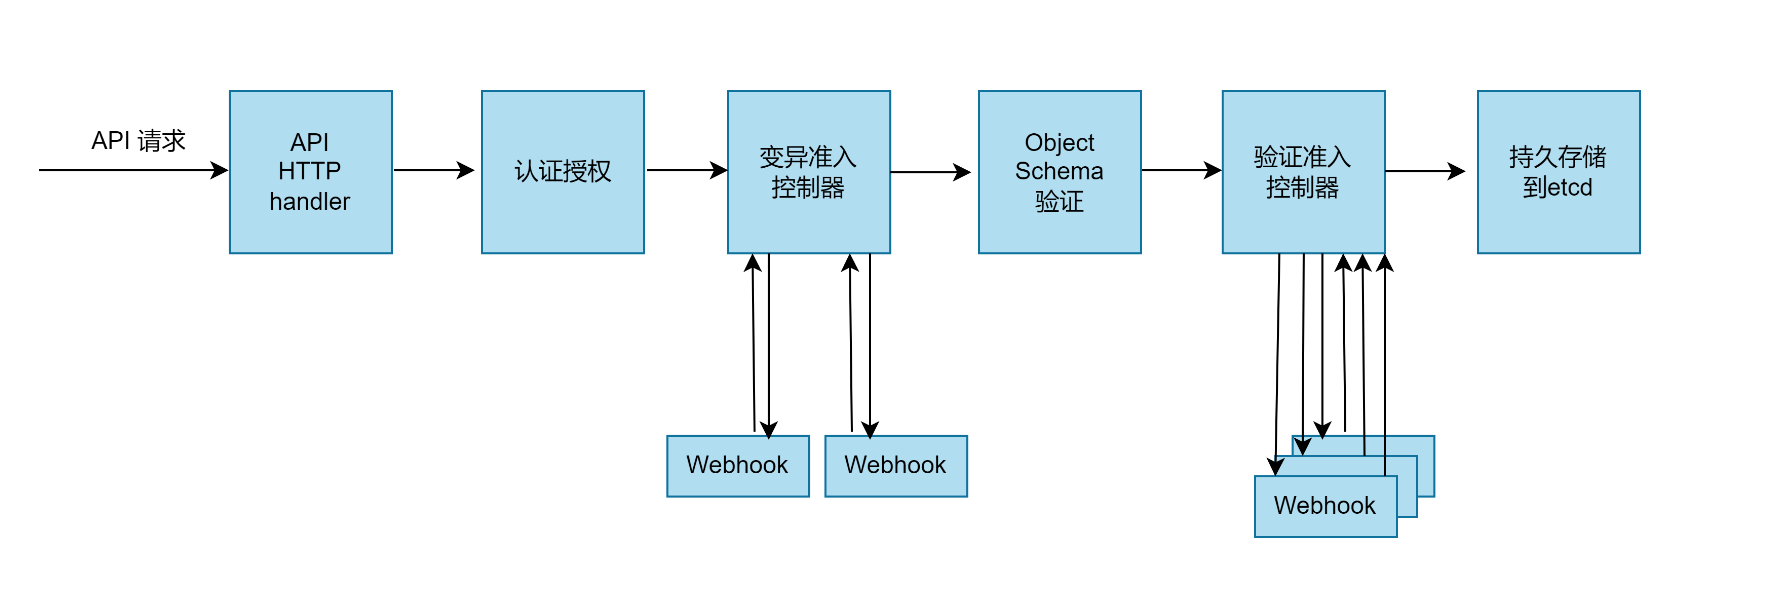 API 请求
API
HTTP
handler
认证授权
变异准入
控制器
Object
Schema
验证
验证准入
控制器
持久存储
到etcd
Webhook
Webhook
Webhook